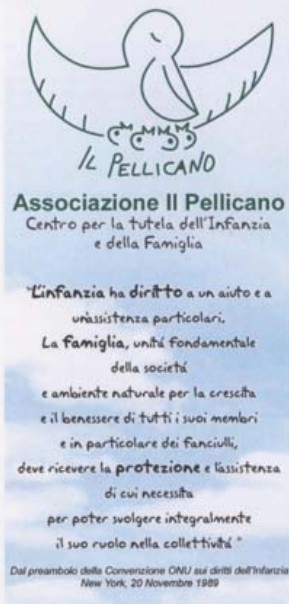 IL PELLICANO
Associazione Il Pellicano
Centro per la tutela dell'Infanzia
e della Famiglia
"L'infanzia ha diritto a un aiuto e a
un'assistenza particolari.
La famiglia, unità fondamentale
della società
e ambiente naturale per la crescita
e il benessere di tutti i suoi membri
e in particolare dei fanciulli,
deve ricevere la protezione e l'assistenza
di cui necessita
per poter svolgere integralmente
il suo ruolo nella collettività"
Dal preambolo della Convenzione ONU sui diritti dell'Infanzia
New York, 20 Novembre 1989